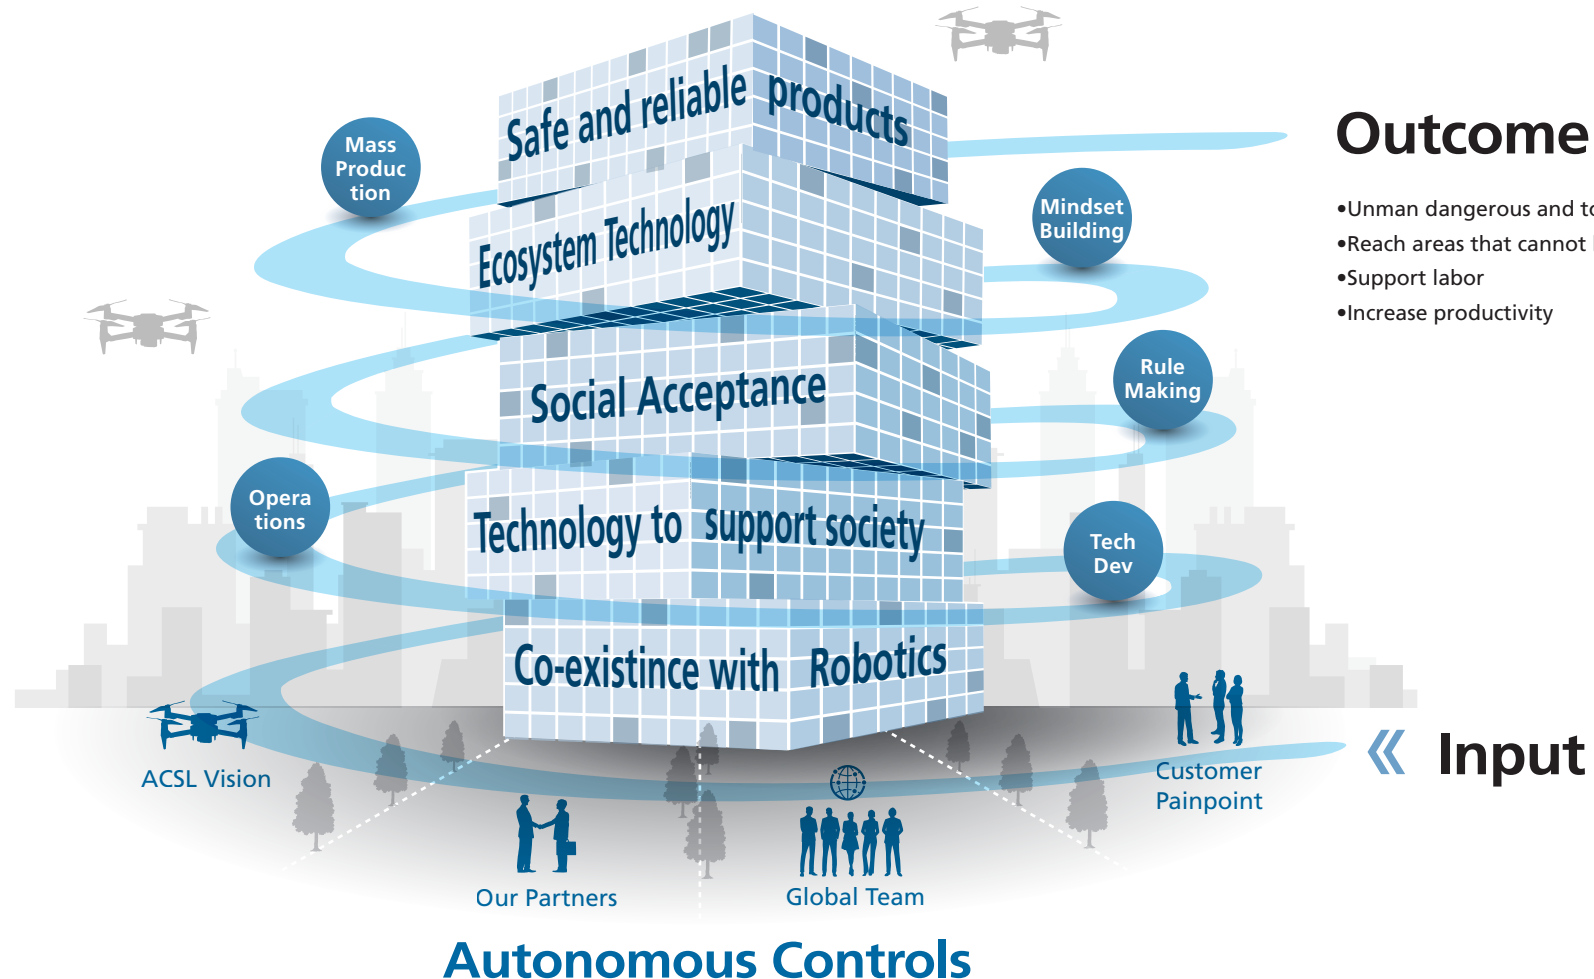 Safe and reliable products
Mass
Produc
tion
Outcome
Mindset
Building
•Unman dangerous and
•Reach areas that cannot
•Support labor
•Increase productivity
Ecosystem Technology
Rule
Making
Social Acceptance
Opera
tions
Technology to support society
Tech
Dev
Co-existince with Robotics
« Input
ACSL Vision
Customer
Painpoint
Our Partners
Global Team
Autonomous Controls